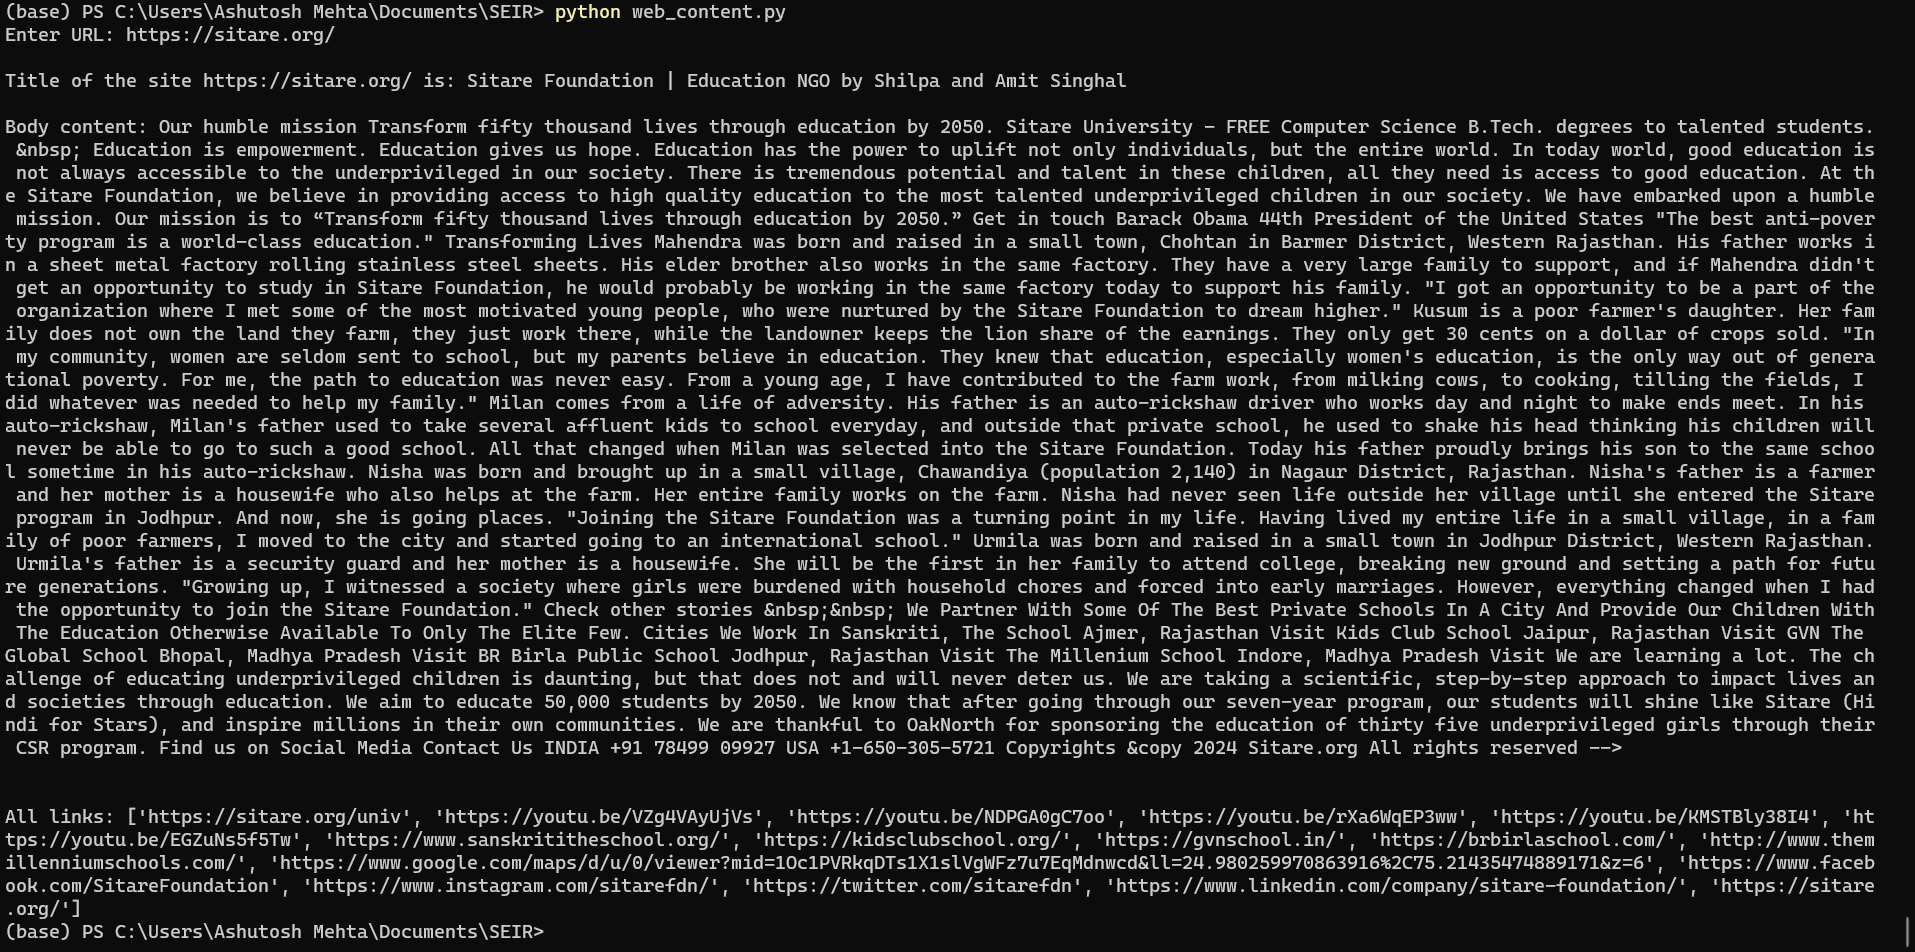 (base) PS C:\Users\Ashutosh Mehta\Documents\SEIR> python web_content.py
Enter URL: https://sitare.org/
Title of the site https://sitare.org/ is: Sitare Foundation | Education NGO by Shilpa and Amit Singhal
Body content: Our humble mission Transform fifty thousand lives through education by 2050. Sitare University – FREE Computer Science B.Tech. degrees to talented students.
&nbsp; Education is empowerment. Education gives us hope. Education has the power to uplift not only individuals, but the entire world. In today world, good education is
not always accessible to the underprivileged in our society. There is tremendous potential and talent in these children, all they need is access to good education. At th
e Sitare Foundation, we believe in providing access to high quality education to the most talented underprivileged children in our society. We have embarked upon a humble
mission. Our mission is to “Transform fifty thousand lives through education by 2050.” Get in touch Barack Obama 44th President of the United States "The best anti-pover
ty program is a world-class education." Transforming Lives Mahendra was born and raised in a small town, Chohtan in Barmer District, Western Rajasthan. His father works i
n a sheet metal factory rolling stainless steel sheets. His elder brother also works in the same factory. They have a very large family to support, and if Mahendra didn't
get an opportunity to study in Sitare Foundation, he would probably be working in the same factory today to support his family. "I got an opportunity to be a part of the
organization where I met some of the most motivated young people, who were nurtured by the Sitare Foundation to dream higher." Kusum is a poor farmer's daughter. Her fam
ily does not own the land they farm, they just work there, while the landowner keeps the lion share of the earnings. They only get 30 cents on a dollar of crops sold. "In
my community, women are seldom sent to school, but my parents believe in education. They knew that education, especially women's education, is the only way out of genera
tional poverty. For me, the path to education was never easy. From a young age, I have contributed to the farm work, from milking cows, to cooking, tilling the fields, I
did whatever was needed to help my family." Milan comes from a life of adversity. His father is an auto-rickshaw driver who works day and night to make ends meet. In his
auto-rickshaw, Milan's father used to take several affluent kids to school everyday, and outside that private school, he used to shake his head thinking his children will
never be able to go to such a good school. All that changed when Milan was selected into the Sitare Foundation. Today his father proudly brings his son to the same schoo
l sometime in his auto-rickshaw. Nisha was born and brought up in a small village, Chawandiya (population 2,140) in Nagaur District, Rajasthan. Nisha's father is a farmer
and her mother is a housewife who also helps at the farm. Her entire family works on the farm. Nisha had never seen life outside her village until she entered the Sitare
program in Jodhpur. And now, she is going places. "Joining the Sitare Foundation was a turning point in my life. Having lived my entire life in a small village, in a fam
ily of poor farmers, I moved to the city and started going to an international school." Urmila was born and raised in a small town in Jodhpur District, Western Rajasthan.
Urmila's father is a security guard and her mother is a housewife. She will be the first in her family to attend college, breaking new ground and setting a path for futu
re generations. "Growing up, I witnessed a society where girls were burdened with household chores and forced into early marriages. However, everything changed when I had
the opportunity to join the Sitare Foundation." Check other stories &nbsp;&nbsp; We Partner With Some Of The Best Private Schools In A City And Provide Our Children With
The Education Otherwise Available To Only The Elite Few. Cities We Work In Sanskriti, The School Ajmer, Rajasthan Visit Kids Club School Jaipur, Rajasthan Visit GVN The
Global School Bhopal, Madhya Pradesh Visit BR Birla Public School Jodhpur, Rajasthan Visit The Millenium School Indore, Madhya Pradesh Visit We are learning a lot. The ch
allenge of educating underprivileged children is daunting, but that does not and will never deter us. We are taking a scientific, step-by-step approach to impact lives an
d societies through education. We aim to educate 50,000 students by 2050. We know that after going through our seven-year program, our students will shine like Sitare (Hi
ndi for Stars), and inspire millions in their own communities. We are thankful to OakNorth for sponsoring the education of thirty five underprivileged girls through their
CSR program. Find us on Social Media Contact Us INDIA +91 78499 09927 USA +1-650-305-5721 Copyrights &copy 2024 Sitare.org All rights reserved -->
All links: ['https://sitare.org/univ', 'https://youtu.be/VZg4VAyUjVs', 'https://youtu.be/NDPGA0gC7oo', 'https://youtu.be/rXa6WqEP3ww', 'https://youtu.be/KMSTBly38I4', 'ht
tps://youtu.be/EGZuNs5f5Tw', 'https://www.sanskrititheschool.org/', 'https://kidsclubschool.org/', 'https://gvnschool.in/', 'https://brbirlaschool.com/', 'http://www.them
illenniumschools.com/', 'https://www.google.com/maps/d/u/0/viewer?mid=1Oc1PVRkqDTs1X1slVgWFz7u7EqMdnwcd&ll=24.980259970863916%2C75.21435474889171&z=6', 'https://www.faceb
ook.com/SitareFoundation', 'https://www.instagram.com/sitarefdn/', 'https://twitter.com/sitarefdn', 'https://www.linkedin.com/company/sitare-foundation/', 'https://sitare
.org/']
(base) PS C:\Users\Ashutosh Mehta\Documents\SEIR>